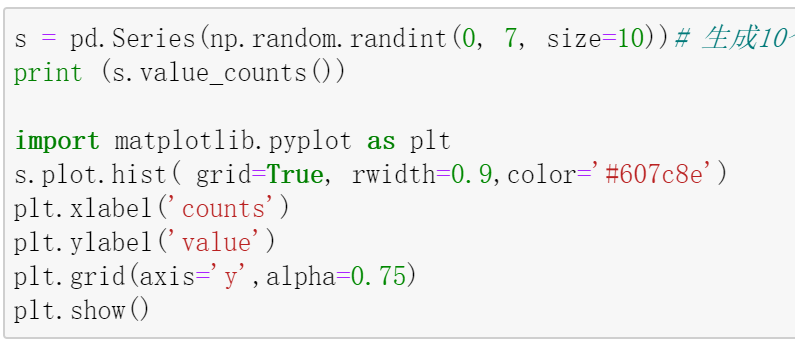 s = pd.Series(np.random.randint(0, 7, size=10))# 生成10
print (s.value_counts())
import matplotlib.pyplot as plt
s.plot.hist( grid=True, rwidth=0.9,color='#607c8e')
plt.xlabel('counts')
plt.ylabel('value')
plt.grid(axis='y',alpha=0.75)
plt.show()